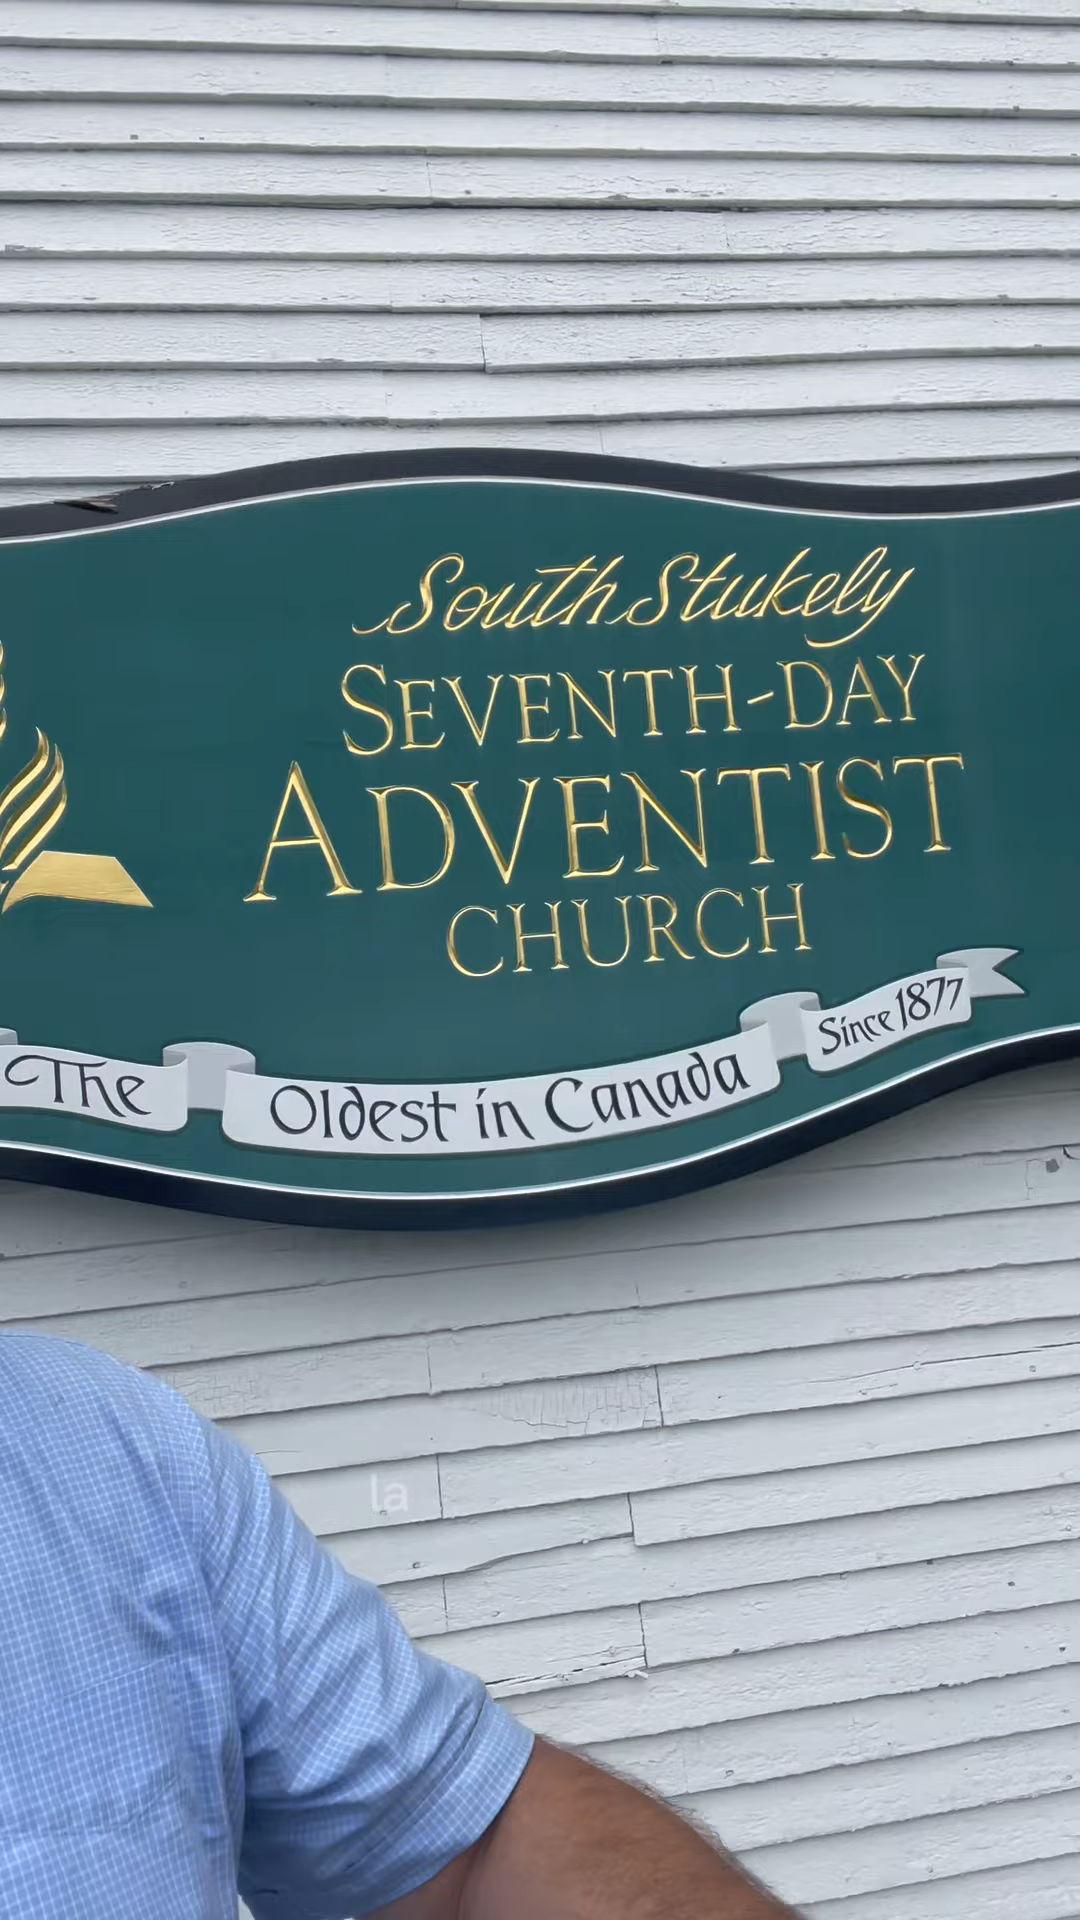 South Stukely
SEVENTH-DAY
ADVENTIST
CHURCH
The Oldest in Canada Since 1877
la